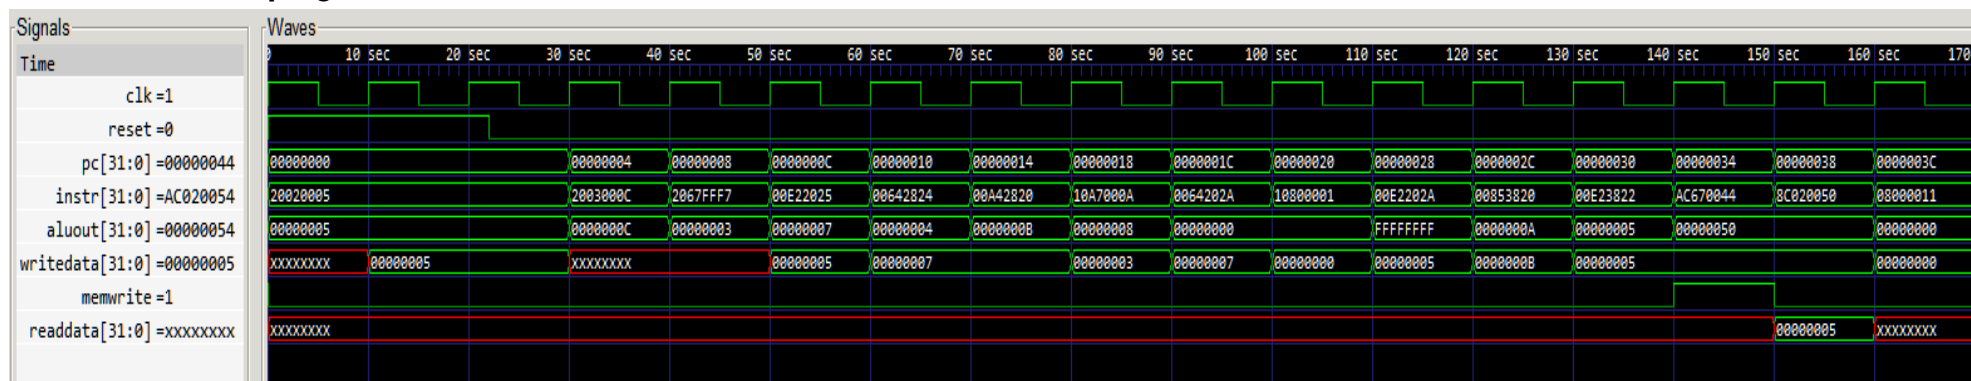 Signals Waves
Time 10 sec 20 sec 30 sec 40 sec 50 sec 60 sec 70 sec 80 sec 90 sec 100 sec 110 sec 120 sec 130 sec 140 sec 150 sec 160 sec 170
clk =1
reset =0
pc[31:0] =00000044 00000000 00000004 00000008 0000000C 00000010 00000014 00000018 0000001C 00000020 00000028 0000002C 00000030 00000034 00000038 0000003C
instr[31:0] =AC020054 20020005 2003000C 2067FFF7 00E22025 00642824 00A42820 10A7000A 0064202A 10800001 00E2202A 00853820 00E23822 AC670044 8C020050 08000011
aluout[31:0] =00000054 00000005 0000000C 00000003 00000007 00000004 0000000B 00000008 00000000 FFFFFFFF 0000000A 00000005 00000050 00000000
writedata[31:0] =00000005 XXXXXXXX 00000005 XXXXXXXX 00000005 00000007 00000003 00000007 00000000 00000005 0000000B 00000005 00000000
memwrite =1
readdata[31:0] =xxxxxxxx XXXXXXXX 00000005 XXXXXXXX